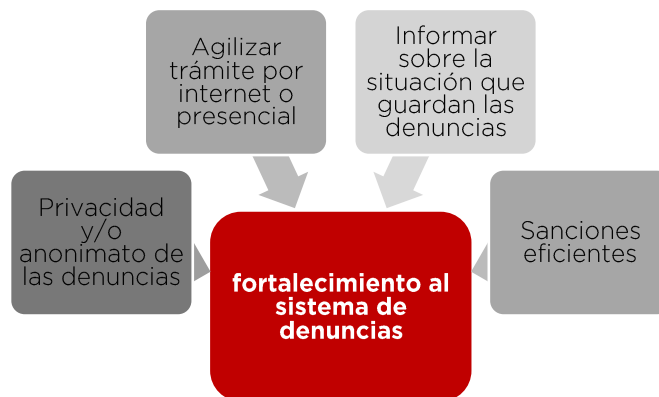 Agilizar
trámite por
internet o
presencial
Informar
sobre la
situación que
guardan las
denuncias
Privacidad
y/o
anonimato de
las denuncias
Sanciones
eficientes
fortalecimiento al
sistema de
denuncias